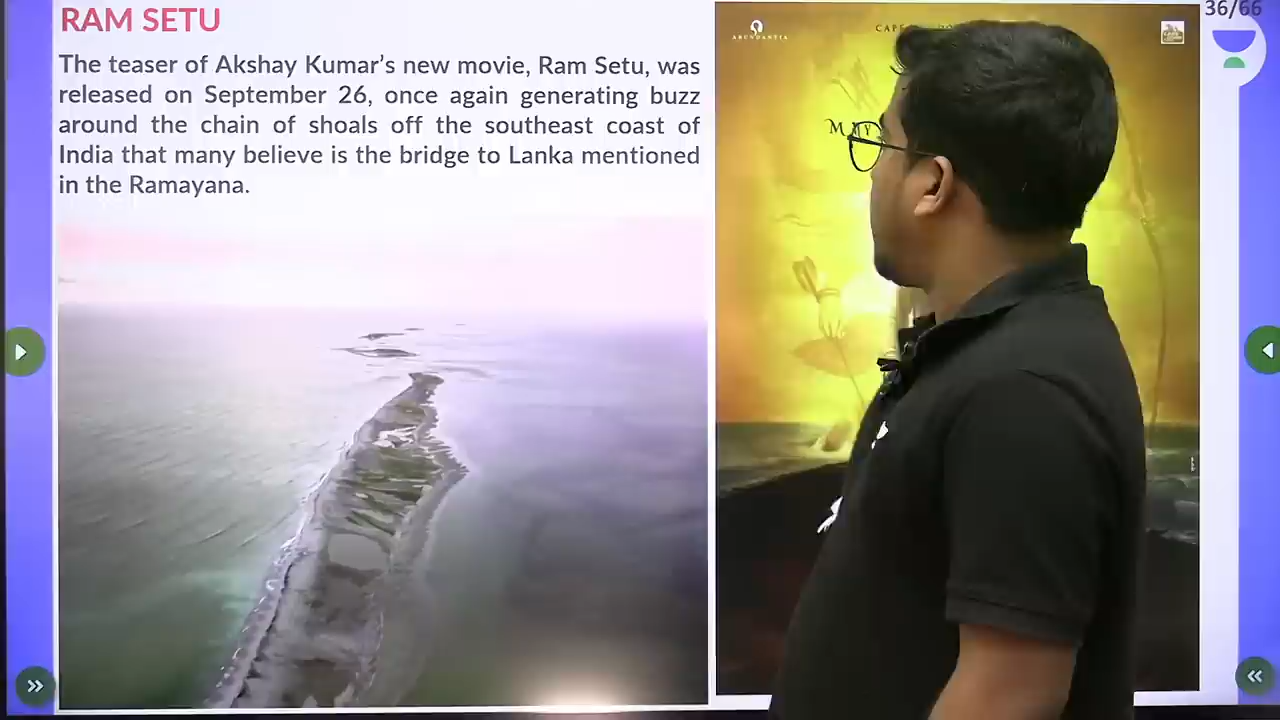 RAM SETU
36/66
The teaser of Akshay Kumar's new movie, Ram Setu, was
released on September 26, once again generating buzz
around the chain of shoals off the southeast coast of
India that many believe is the bridge to Lanka mentioned
in the Ramayana.
ABUNDANTIA